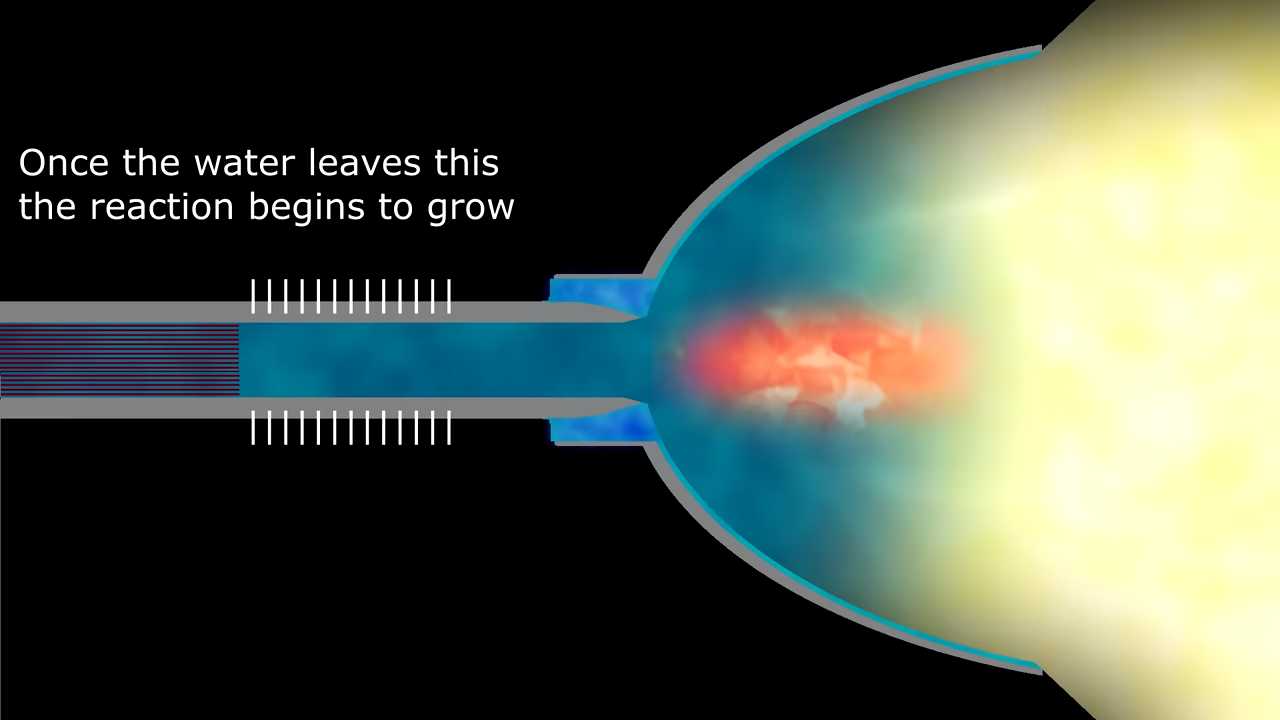 Once the water leaves this
the reaction begins to grow